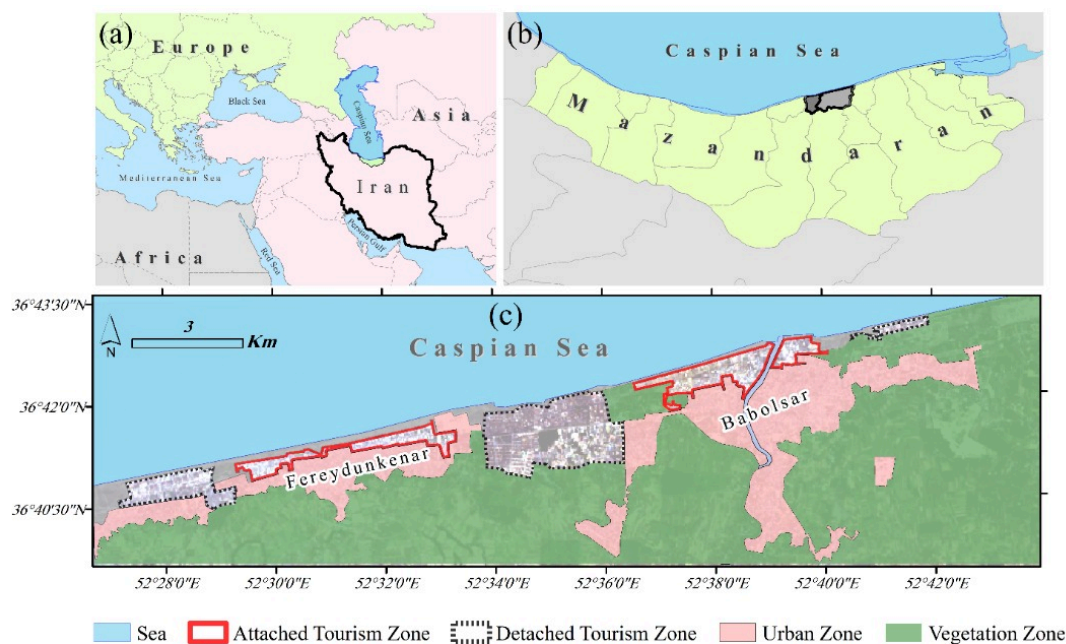 (a)
Europe
Black Sea
Caspian Sea
Asia
Iran
Mediterranean Sea
Persian Gulf
Africa
Red Sea
(b)
Caspian Sea
Mazandaran
36°43'30"N
36°42'0"N
36°40'30"N
3
Km
N
(c)
Caspian Sea
Babolsar
Fereydunkenar
52°28'0"E 52°30'0"E 52°32'0"E 52°34'0"E 52°36'0"E 52°38'0"E 52°40'0"E 52°42'0"E
Sea Attached Tourism Zone Detached Tourism Zone Urban Zone Vegetation Zone